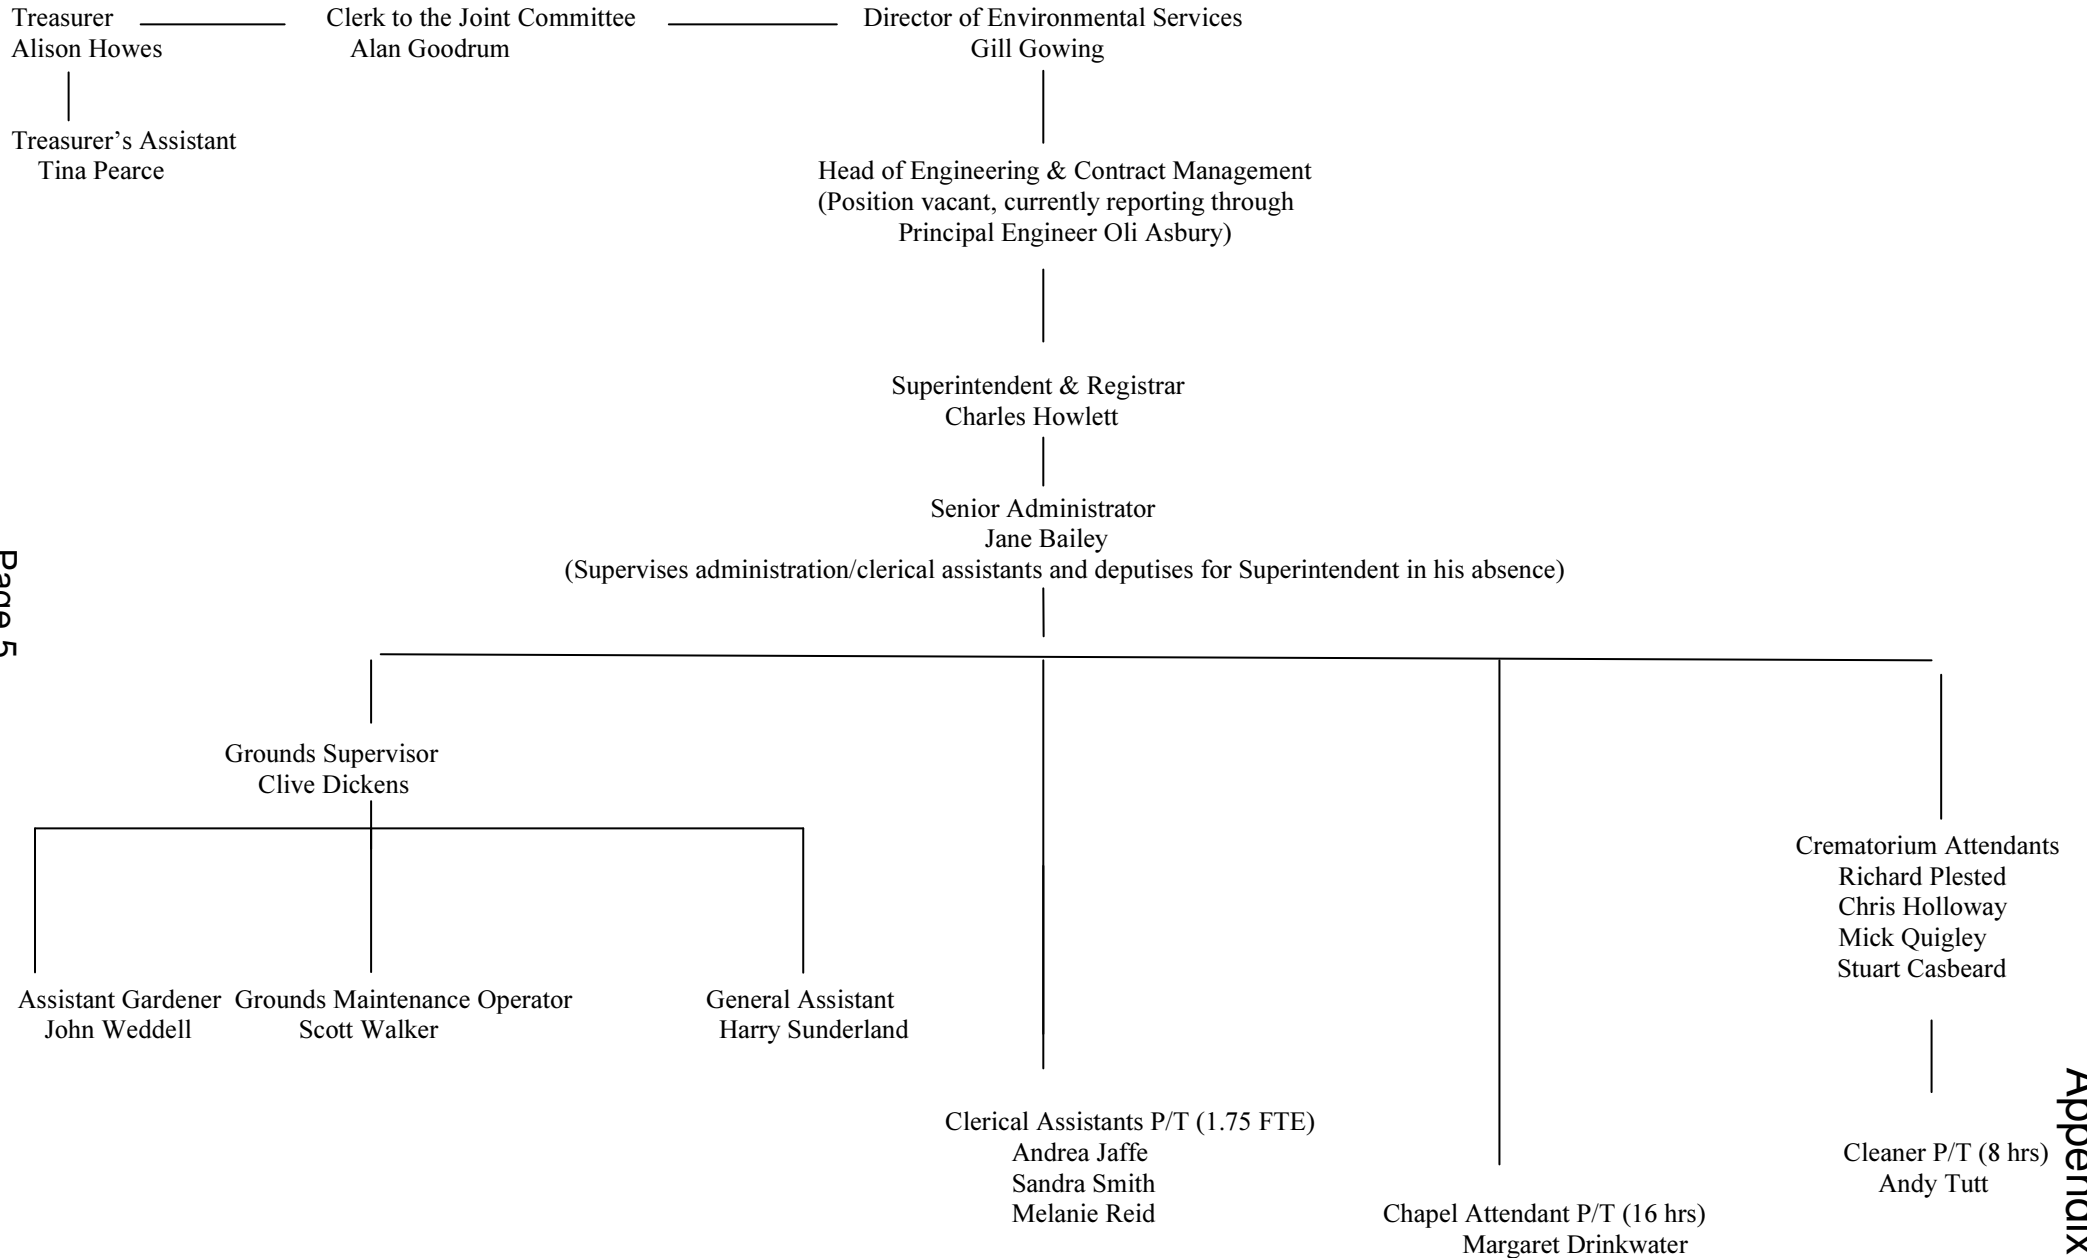 Treasurer
Alison Howes
Clerk to the Joint Committee
Alan Goodrum
Director of Environmental Services
Gill Gowing
Treasurer’s Assistant
Tina Pearce
Head of Engineering & Contract Management
(Position vacant, currently reporting through
Principal Engineer Oli Asbury)
Superintendent & Registrar
Charles Howlett
Senior Administrator
Jane Bailey
(Supervises administration/clerical assistants and deputises for Superintendent in his absence)
Grounds Supervisor
Clive Dickens
Assistant Gardener
John Weddell
Grounds Maintenance Operator
Scott Walker
General Assistant
Harry Sunderland
Clerical Assistants P/T (1.75 FTE)
Andrea Jaffe
Sandra Smith
Melanie Reid
Chapel Attendant P/T (16 hrs)
Margaret Drinkwater
Crematorium Attendants
Richard Plested
Chris Holloway
Mick Quigley
Stuart Casbeard
Cleaner P/T (8 hrs)
Andy Tutt
Page 5
Appendix